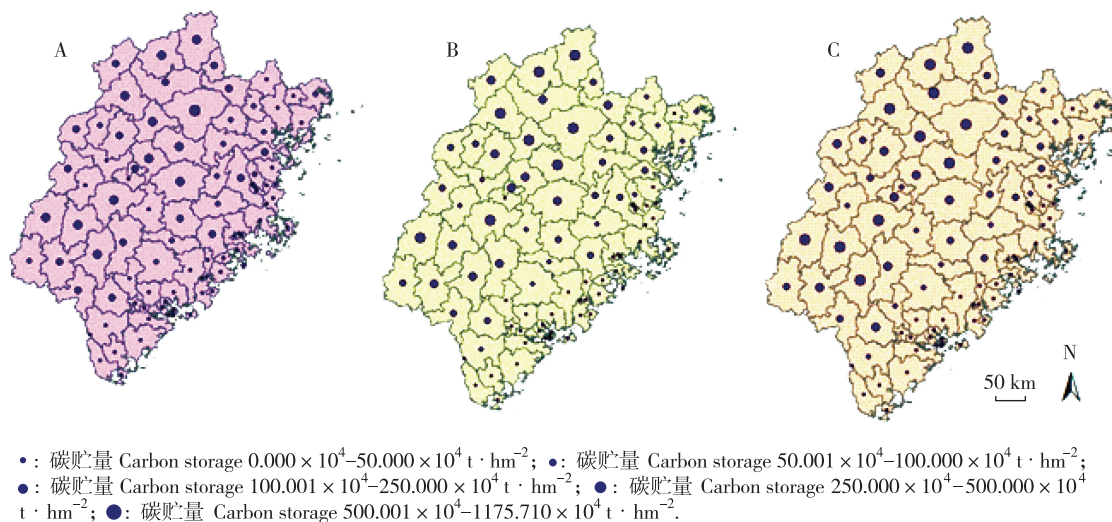 A
B
C
N
50 km
•: 碳贮量 Carbon storage 0.000 × 10⁴–50.000 × 10⁴ t · hm⁻²; •: 碳贮量 Carbon storage 50.001 × 10⁴–100.000 × 10⁴ t · hm⁻²;
●: 碳贮量 Carbon storage 100.001 × 10⁴–250.000 × 10⁴ t · hm⁻²; ●: 碳贮量 Carbon storage 250.000 × 10⁴–500.000 × 10⁴
t · hm⁻²; ●: 碳贮量 Carbon storage 500.001 × 10⁴–1175.710 × 10⁴ t · hm⁻².